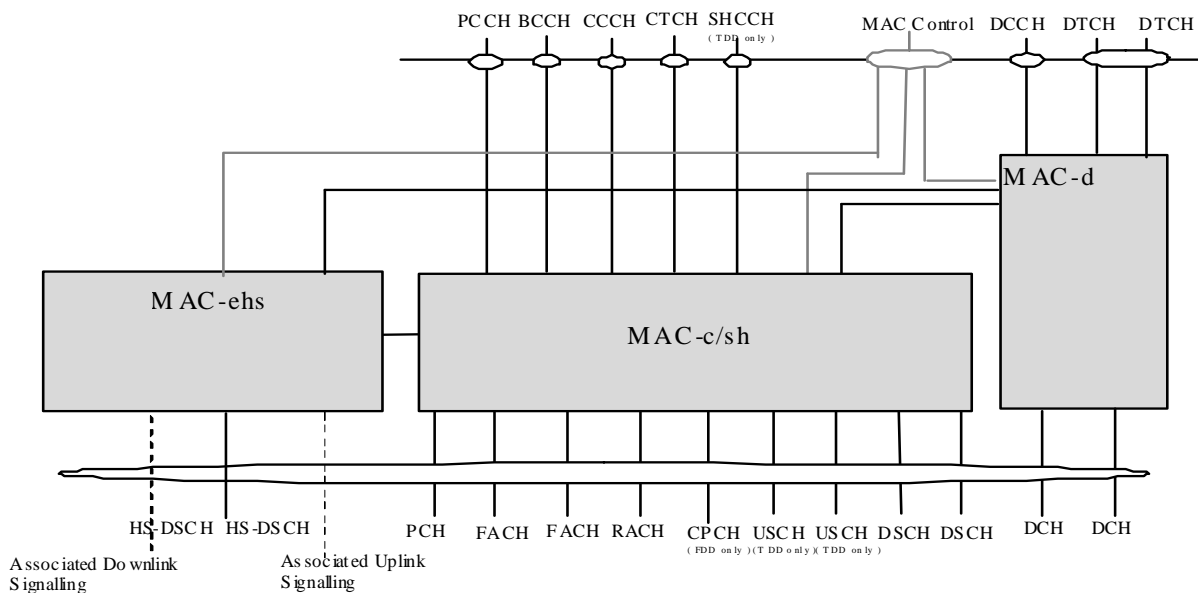 PCCH BCCH CCCH CTCH SHCCH MAC Control DCCH DTCH DTCH
( TDD only )
MAC-d
MAC-ehs
MAC-c/sh
HS-DSCH HS-DSCH PCH FACH FACH RACH CPCH USCH USCH DSCH DSCH DCH DCH
( FDD only ) ( TDD only ) ( TDD only )
Associated Downlink
Signalling
Associated Uplink
Signalling